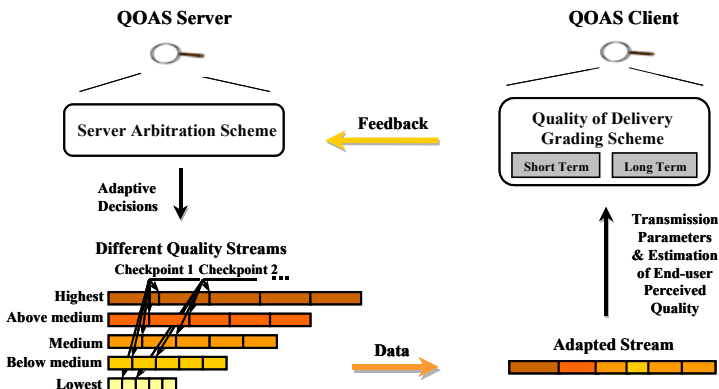 QOAS Server
QOAS Client
Server Arbitration Scheme
Feedback
Quality of Delivery
Grading Scheme
Short Term
Long Term
Adaptive
Decisions
Transmission
Parameters
& Estimation
of End-user
Perceived
Quality
Different Quality Streams
Checkpoint 1
Checkpoint 2
...
Highest
Above medium
Medium
Below medium
Lowest
Data
Adapted Stream